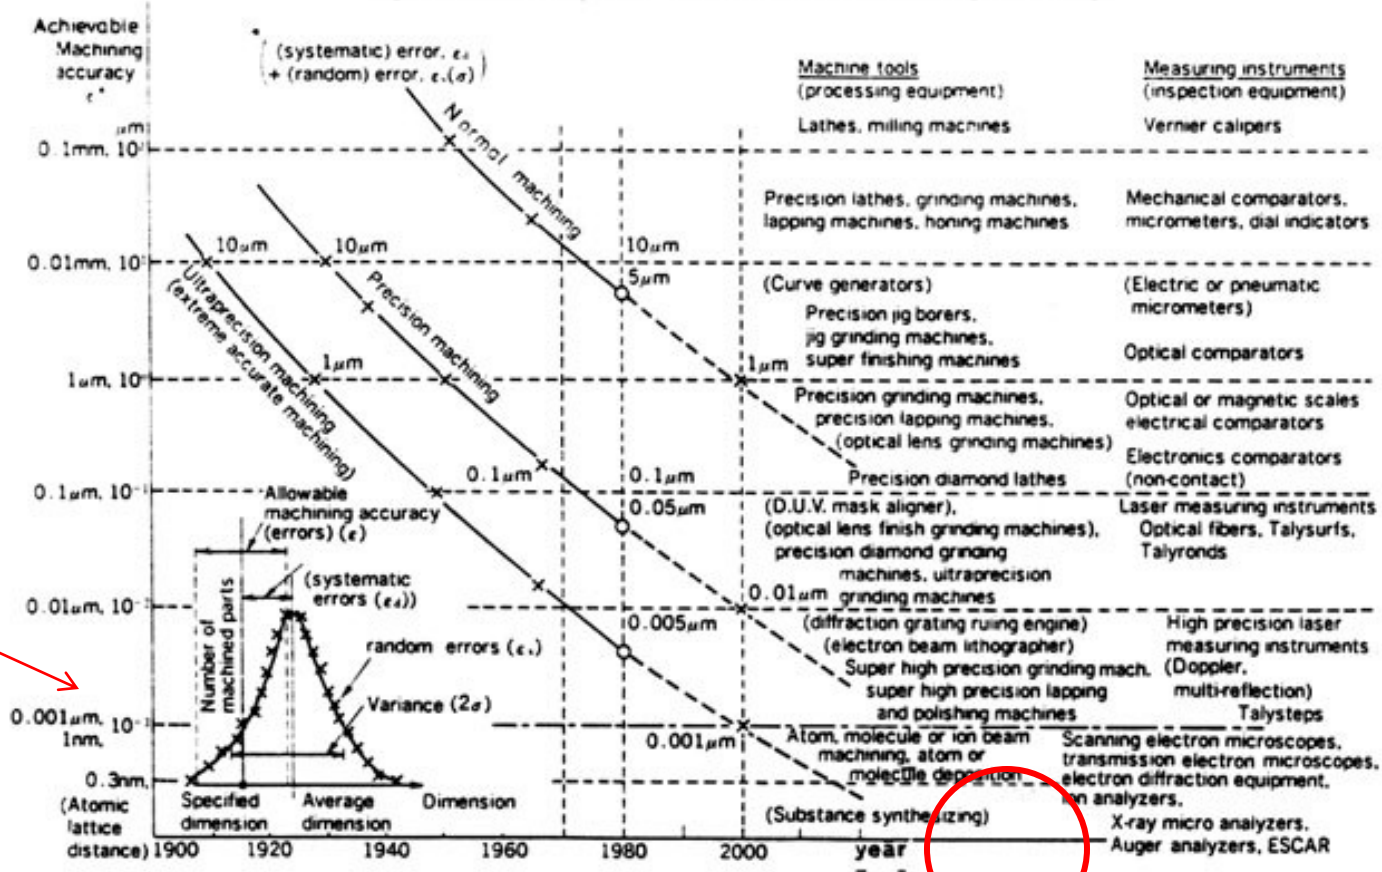 Achievable
Machining
accuracy
ε*
* ( (systematic) error, εd
+ (random) error, εr(σ) )
Machine tools
(processing equipment)
Measuring instruments
(inspection equipment)
μm
0.1mm, 10²
Normal machining
Lathes, milling machines
Vernier calipers
Precision lathes, grinding machines,
lapping machines, honing machines
Mechanical comparators,
micrometers, dial indicators
0.01mm, 10¹
10μm
10μm
10μm
5μm
Ultraprecision machining
(extreme accurate machining)
Precision machining
(Curve generators)
Precision jig borers,
jig grinding machines,
super finishing machines
(Electric or pneumatic
micrometers)
Optical comparators
1μm, 10⁰
1μm
1μm
Precision grinding machines,
precision lapping machines,
(optical lens grinding machines)
Precision diamond lathes
Optical or magnetic scales
electrical comparators
Electronics comparators
(non-contact)
0.1μm, 10⁻¹
0.1μm
0.1μm
0.05μm
Allowable
machining accuracy
(errors) (ε)
(D.U.V. mask aligner),
(optical lens finish grinding machines),
precision diamond grinding
machines, ultraprecision
grinding machines
Laser measuring instruments
Optical fibers, Talysurfs,
Talyronds
0.01μm, 10⁻²
0.01μm
0.005μm
(systematic
errors (εd))
Number of
machined parts
random errors (εr)
Variance (2σ)
(diffraction grating ruling engine)
(electron beam lithographer)
Super high precision grinding mach.
super high precision lapping
and polishing machines
High precision laser
measuring instruments
(Doppler,
multi-reflection)
Talysteps
0.001μm, 10⁻³
1nm,
0.001μm
Atom, molecule or ion beam
machining, atom or
molecule deposition
Scanning electron microscopes,
transmission electron microscopes,
electron diffraction equipment,
ion analyzers,
0.3nm,
(Atomic
lattice
distance)
Specified
dimension
Average
dimension
Dimension
(Substance synthesizing)
X-ray micro analyzers,
Auger analyzers, ESCAR
1900
1920
1940
1960
1980
2000
year